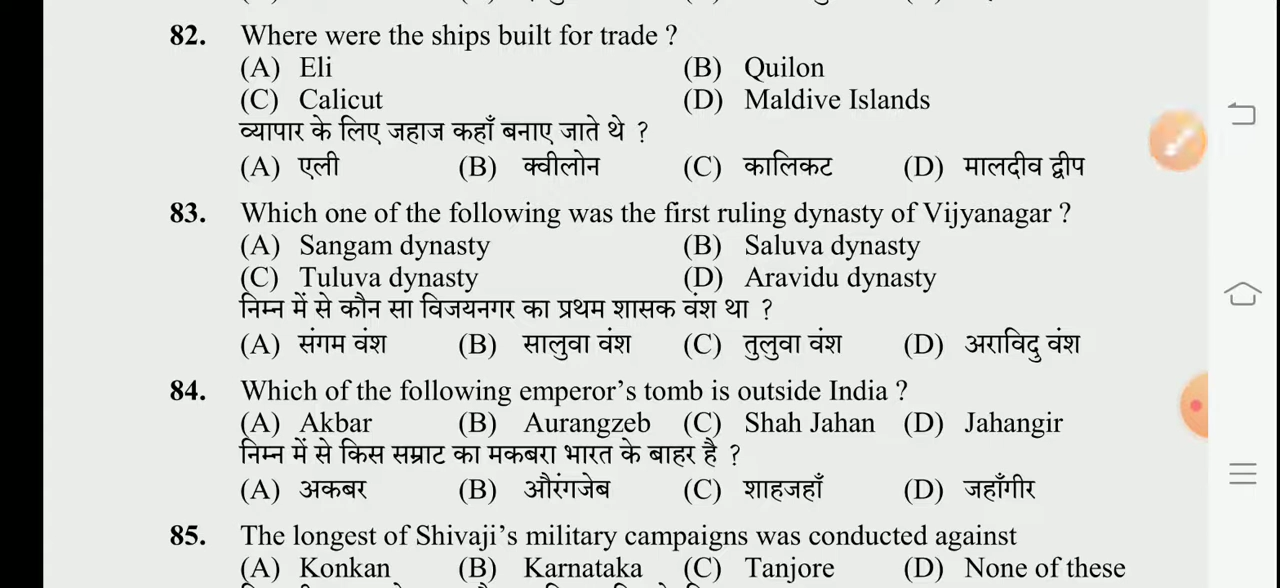 82. Where were the ships built for trade ?
(A) Eli (B) Quilon
(C) Calicut (D) Maldive Islands
व्यापार के लिए जहाज कहाँ बनाए जाते थे ?
(A) एली (B) क्वीलोन (C) कालिकट (D) मालदीव द्वीप
83. Which one of the following was the first ruling dynasty of Vijyanagar ?
(A) Sangam dynasty (B) Saluva dynasty
(C) Tuluva dynasty (D) Aravidu dynasty
निम्न में से कौन सा विजयनगर का प्रथम शासक वंश था ?
(A) संगम वंश (B) सालुवा वंश (C) तुलुवा वंश (D) अराविदु वंश
84. Which of the following emperor’s tomb is outside India ?
(A) Akbar (B) Aurangzeb (C) Shah Jahan (D) Jahangir
निम्न में से किस सम्राट का मकबरा भारत के बाहर है ?
(A) अकबर (B) औरंगजेब (C) शाहजहाँ (D) जहाँगीर
85. The longest of Shivaji’s military campaigns was conducted against
(A) Konkan (B) Karnataka (C) Tanjore (D) None of these